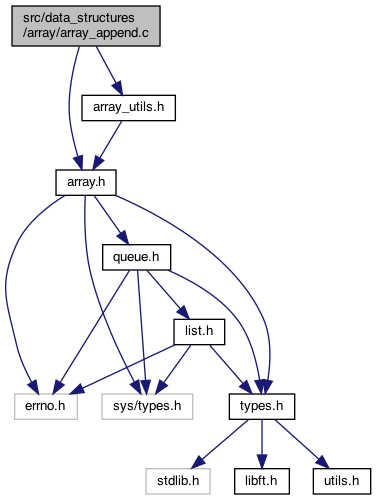 src/data_structures
/array/array_append.c
array_utils.h
array.h
queue.h
list.h
errno.h
sys/types.h
types.h
stdlib.h
libft.h
utils.h